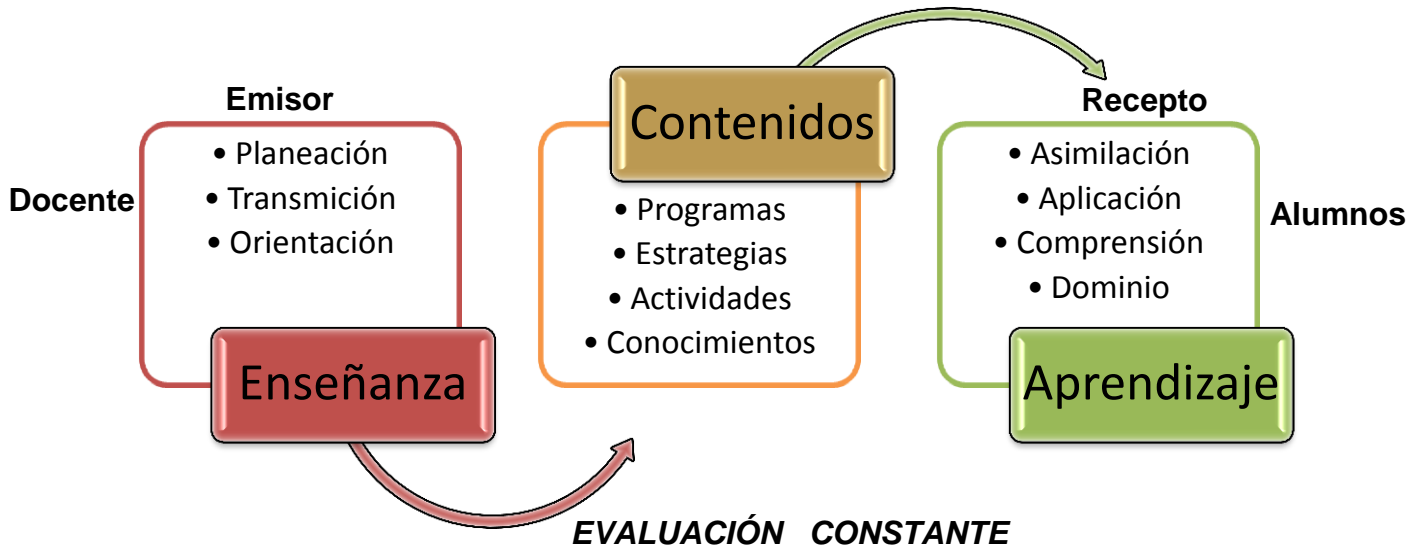 Emisor
Docente
• Planeación
• Transmición
• Orientación
Enseñanza
Contenidos
• Programas
• Estrategias
• Actividades
• Conocimientos
Recepto
• Asimilación
• Aplicación
• Comprensión
• Dominio
Alumnos
Aprendizaje
EVALUACIÓN CONSTANTE